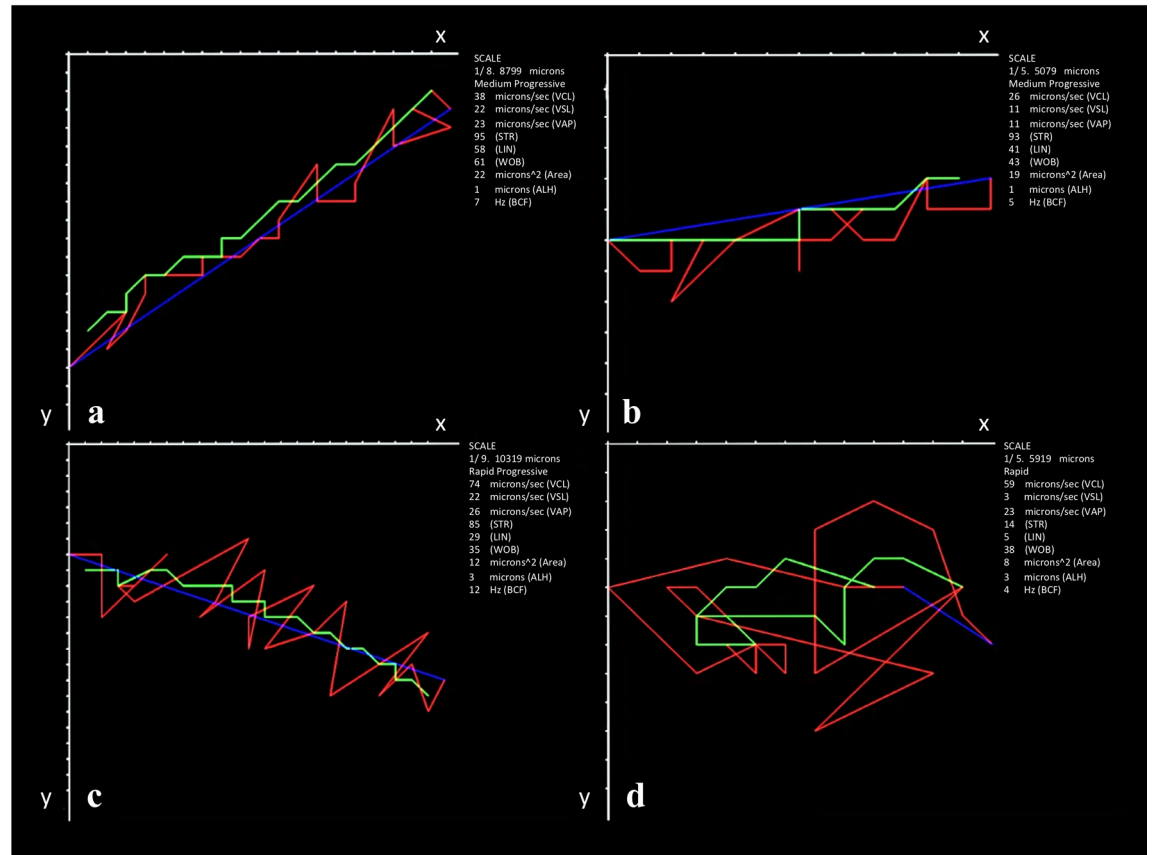 x
SCALE
1/ 8. 8799 microns
Medium Progressive
38 microns/sec (VCL)
22 microns/sec (VSL)
23 microns/sec (VAP)
95 (STR)
58 (LIN)
61 (WOB)
22 microns^2 (Area)
1 microns (ALH)
7 Hz (BCF)
y
a
x
SCALE
1/ 5. 5079 microns
Medium Progressive
26 microns/sec (VCL)
11 microns/sec (VSL)
11 microns/sec (VAP)
93 (STR)
41 (LIN)
43 (WOB)
19 microns^2 (Area)
1 microns (ALH)
5 Hz (BCF)
y
b
x
SCALE
1/ 9. 10319 microns
Rapid Progressive
74 microns/sec (VCL)
22 microns/sec (VSL)
26 microns/sec (VAP)
85 (STR)
29 (LIN)
35 (WOB)
12 microns^2 (Area)
3 microns (ALH)
12 Hz (BCF)
y
c
x
SCALE
1/ 5. 5919 microns
Rapid
59 microns/sec (VCL)
3 microns/sec (VSL)
23 microns/sec (VAP)
14 (STR)
5 (LIN)
38 (WOB)
8 microns^2 (Area)
3 microns (ALH)
4 Hz (BCF)
y
d